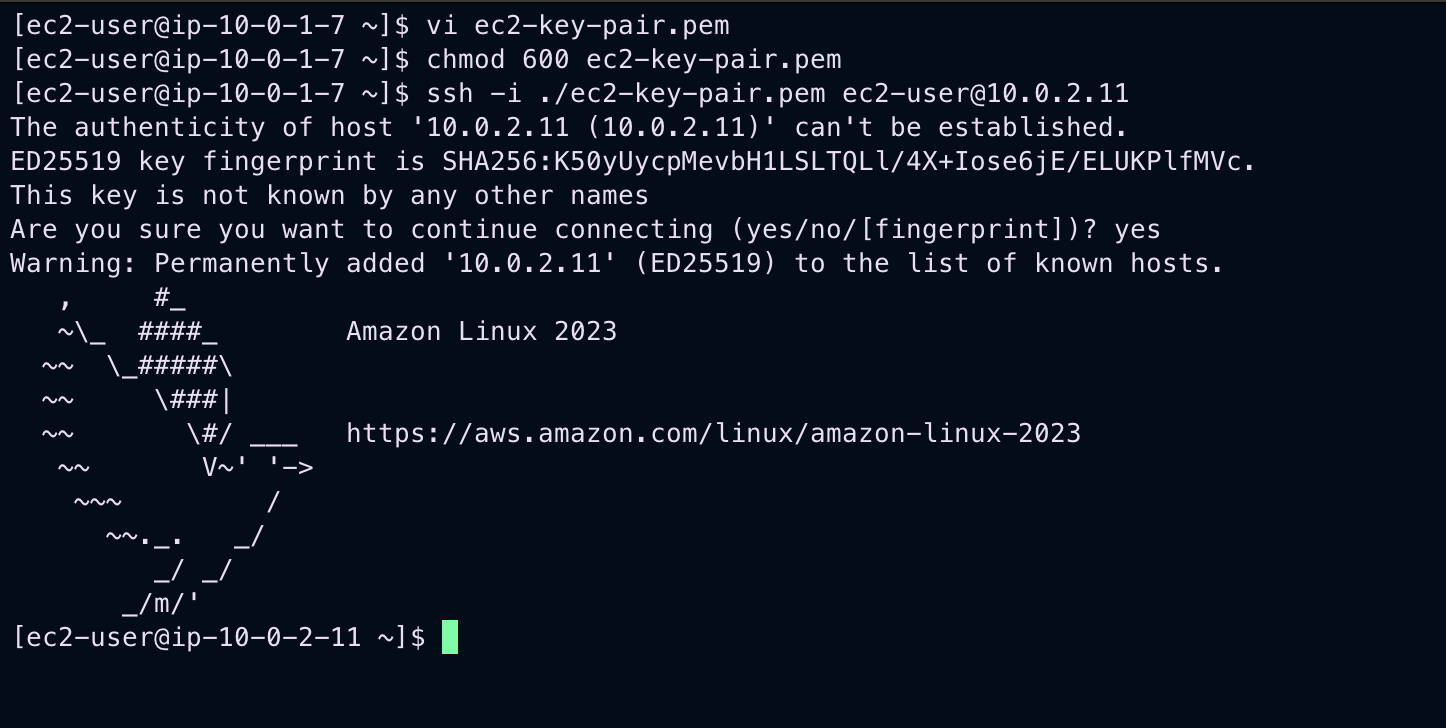 [ec2-user@ip-10-0-1-7 ~]$ vi ec2-key-pair.pem
[ec2-user@ip-10-0-1-7 ~]$ chmod 600 ec2-key-pair.pem
[ec2-user@ip-10-0-1-7 ~]$ ssh -i ./ec2-key-pair.pem ec2-user@10.0.2.11
The authenticity of host '10.0.2.11 (10.0.2.11)' can't be established.
ED25519 key fingerprint is SHA256:K50yUycpMevbH1LSLTQLl/4X+Iose6jE/ELUKPlfMVc.
This key is not known by any other names
Are you sure you want to continue connecting (yes/no/[fingerprint])? yes
Warning: Permanently added '10.0.2.11' (ED25519) to the list of known hosts.
   ,     #_
   ~\_  ####_        Amazon Linux 2023
  ~~  \_#####\
  ~~     \###|
  ~~       \#/ ___   https://aws.amazon.com/linux/amazon-linux-2023
   ~~       V~' '->
    ~~~         /
      ~~._.   _/
         _/ _/
       _/m/'
[ec2-user@ip-10-0-2-11 ~]$